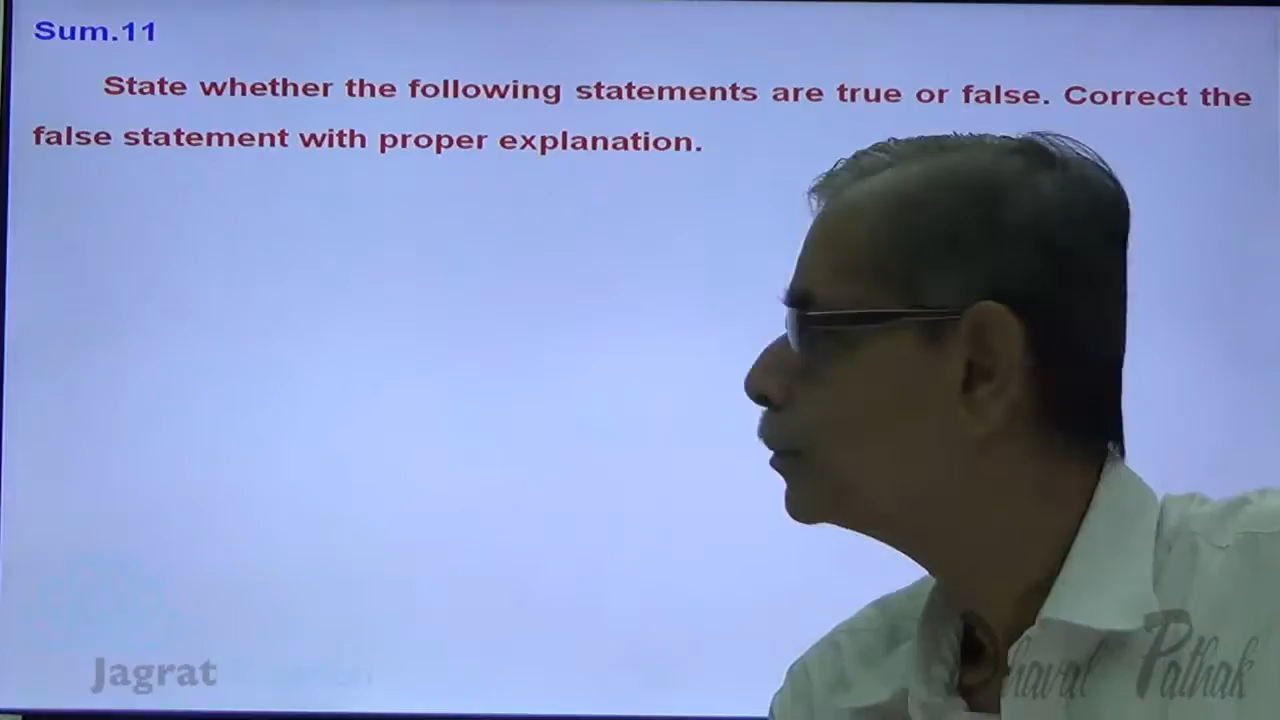 Sum.11
State whether the following statements are true or false. Correct the
false statement with proper explanation.
Jagrat
Pathak